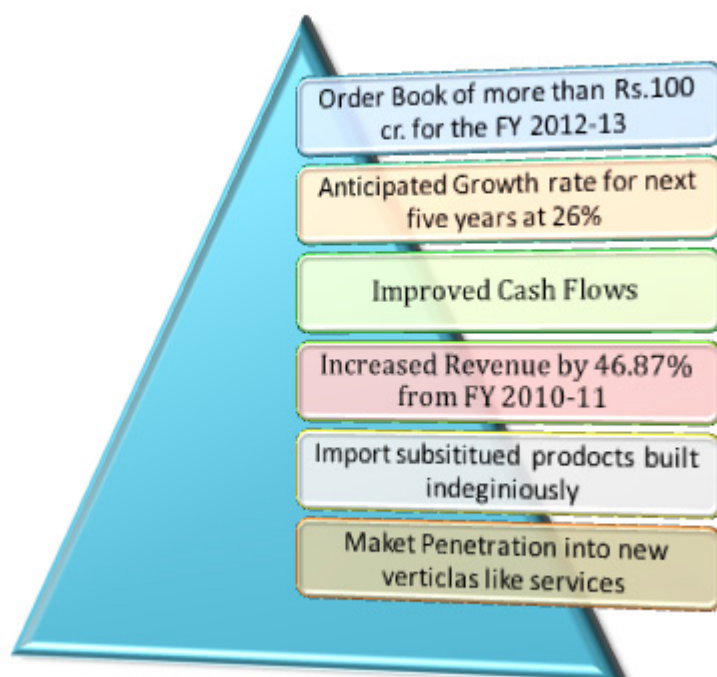 Order Book of more than Rs.100
cr. for the FY 2012-13
Anticipated Growth rate for next
five years at 26%
Improved Cash Flows
Increased Revenue by 46.87%
from FY 2010-11
Import subsititued prodocts built
indeginiously
Maket Penetration into new
verticlas like services